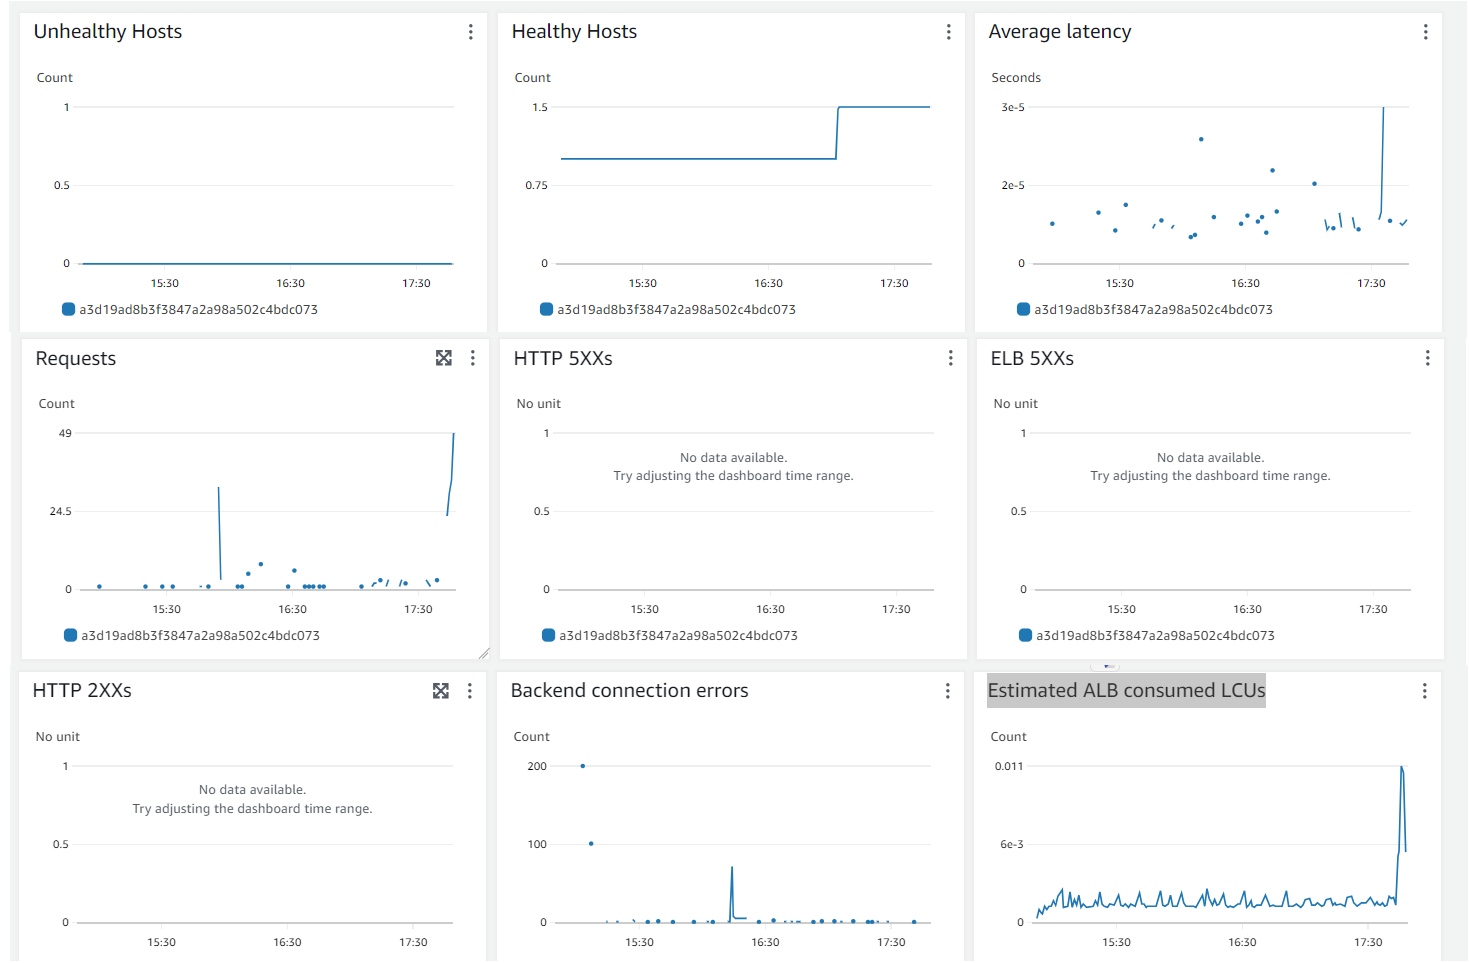 Unhealthy Hosts
Count
1
0.5
0
15:30 16:30 17:30
a3d19ad8b3f3847a2a98a502c4bdc073
Healthy Hosts
Count
1.5
0.75
0
15:30 16:30 17:30
a3d19ad8b3f3847a2a98a502c4bdc073
Average latency
Seconds
3e-5
2e-5
0
15:30 16:30 17:30
a3d19ad8b3f3847a2a98a502c4bdc073
Requests
Count
49
24.5
0
15:30 16:30 17:30
a3d19ad8b3f3847a2a98a502c4bdc073
HTTP 5XXs
No unit
1
No data available.
Try adjusting the dashboard time range.
0.5
0
15:30 16:30 17:30
a3d19ad8b3f3847a2a98a502c4bdc073
ELB 5XXs
No unit
1
No data available.
Try adjusting the dashboard time range.
0.5
0
15:30 16:30 17:30
a3d19ad8b3f3847a2a98a502c4bdc073
HTTP 2XXs
No unit
1
No data available.
Try adjusting the dashboard time range.
0.5
0
15:30 16:30 17:30
Backend connection errors
Count
200
100
0
15:30 16:30 17:30
Estimated ALB consumed LCUs
Count
0.011
6e-3
0
15:30 16:30 17:30